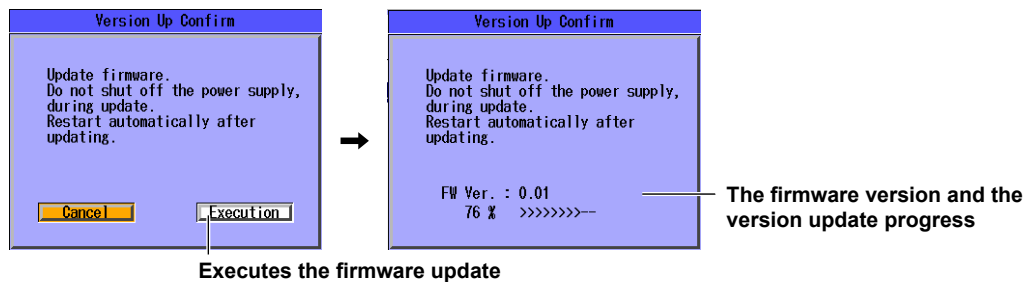 Version Up Confirm
Update firmware.
Do not shut off the power supply,
during update.
Restart automatically after
updating.
Cancel
Execution
Executes the firmware update
Version Up Confirm
Update firmware.
Do not shut off the power supply,
during update.
Restart automatically after
updating.
FW Ver. : 0.01
76 % >>>>>>>>--
The firmware version and the
version update progress